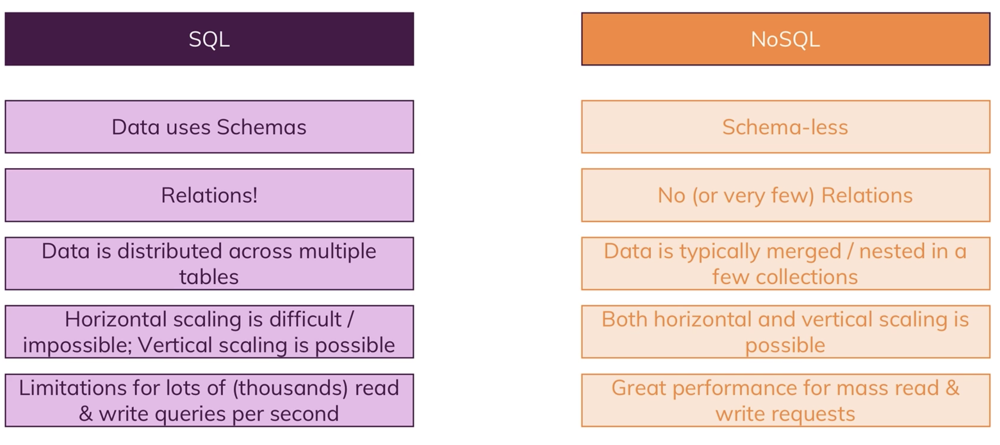 SQL
NoSQL
Data uses Schemas
Schema-less
Relations!
No (or very few) Relations
Data is distributed across multiple
tables
Data is typically merged / nested in a
few collections
Horizontal scaling is difficult /
impossible; Vertical scaling is possible
Both horizontal and vertical scaling is
possible
Limitations for lots of (thousands) read
& write queries per second
Great performance for mass read &
write requests